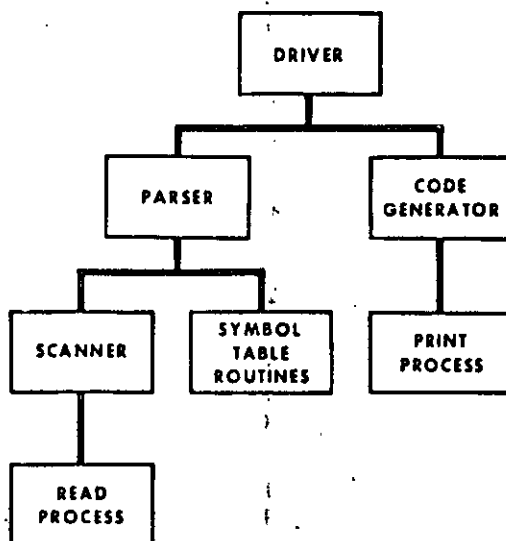 DRIVER
PARSER
CODE
GENERATOR
SCANNER
SYMBOL
TABLE
ROUTINES
PRINT
PROCESS
READ
PROCESS